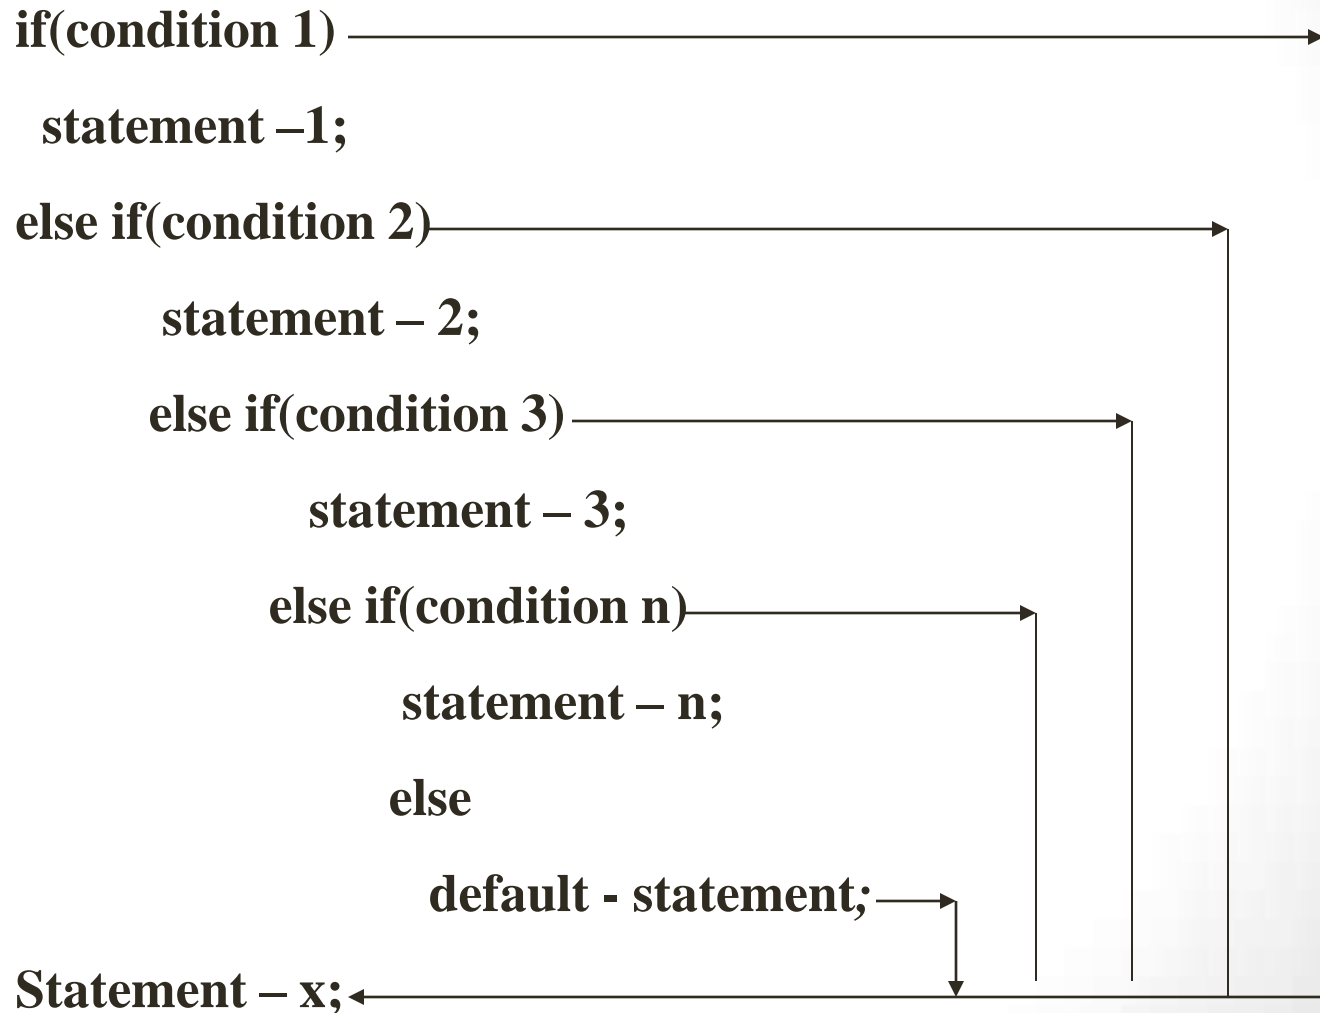 if(condition 1)
statement –1;
else if(condition 2)
statement – 2;
else if(condition 3)
statement – 3;
else if(condition n)
statement – n;
else
default - statement;
Statement – x;